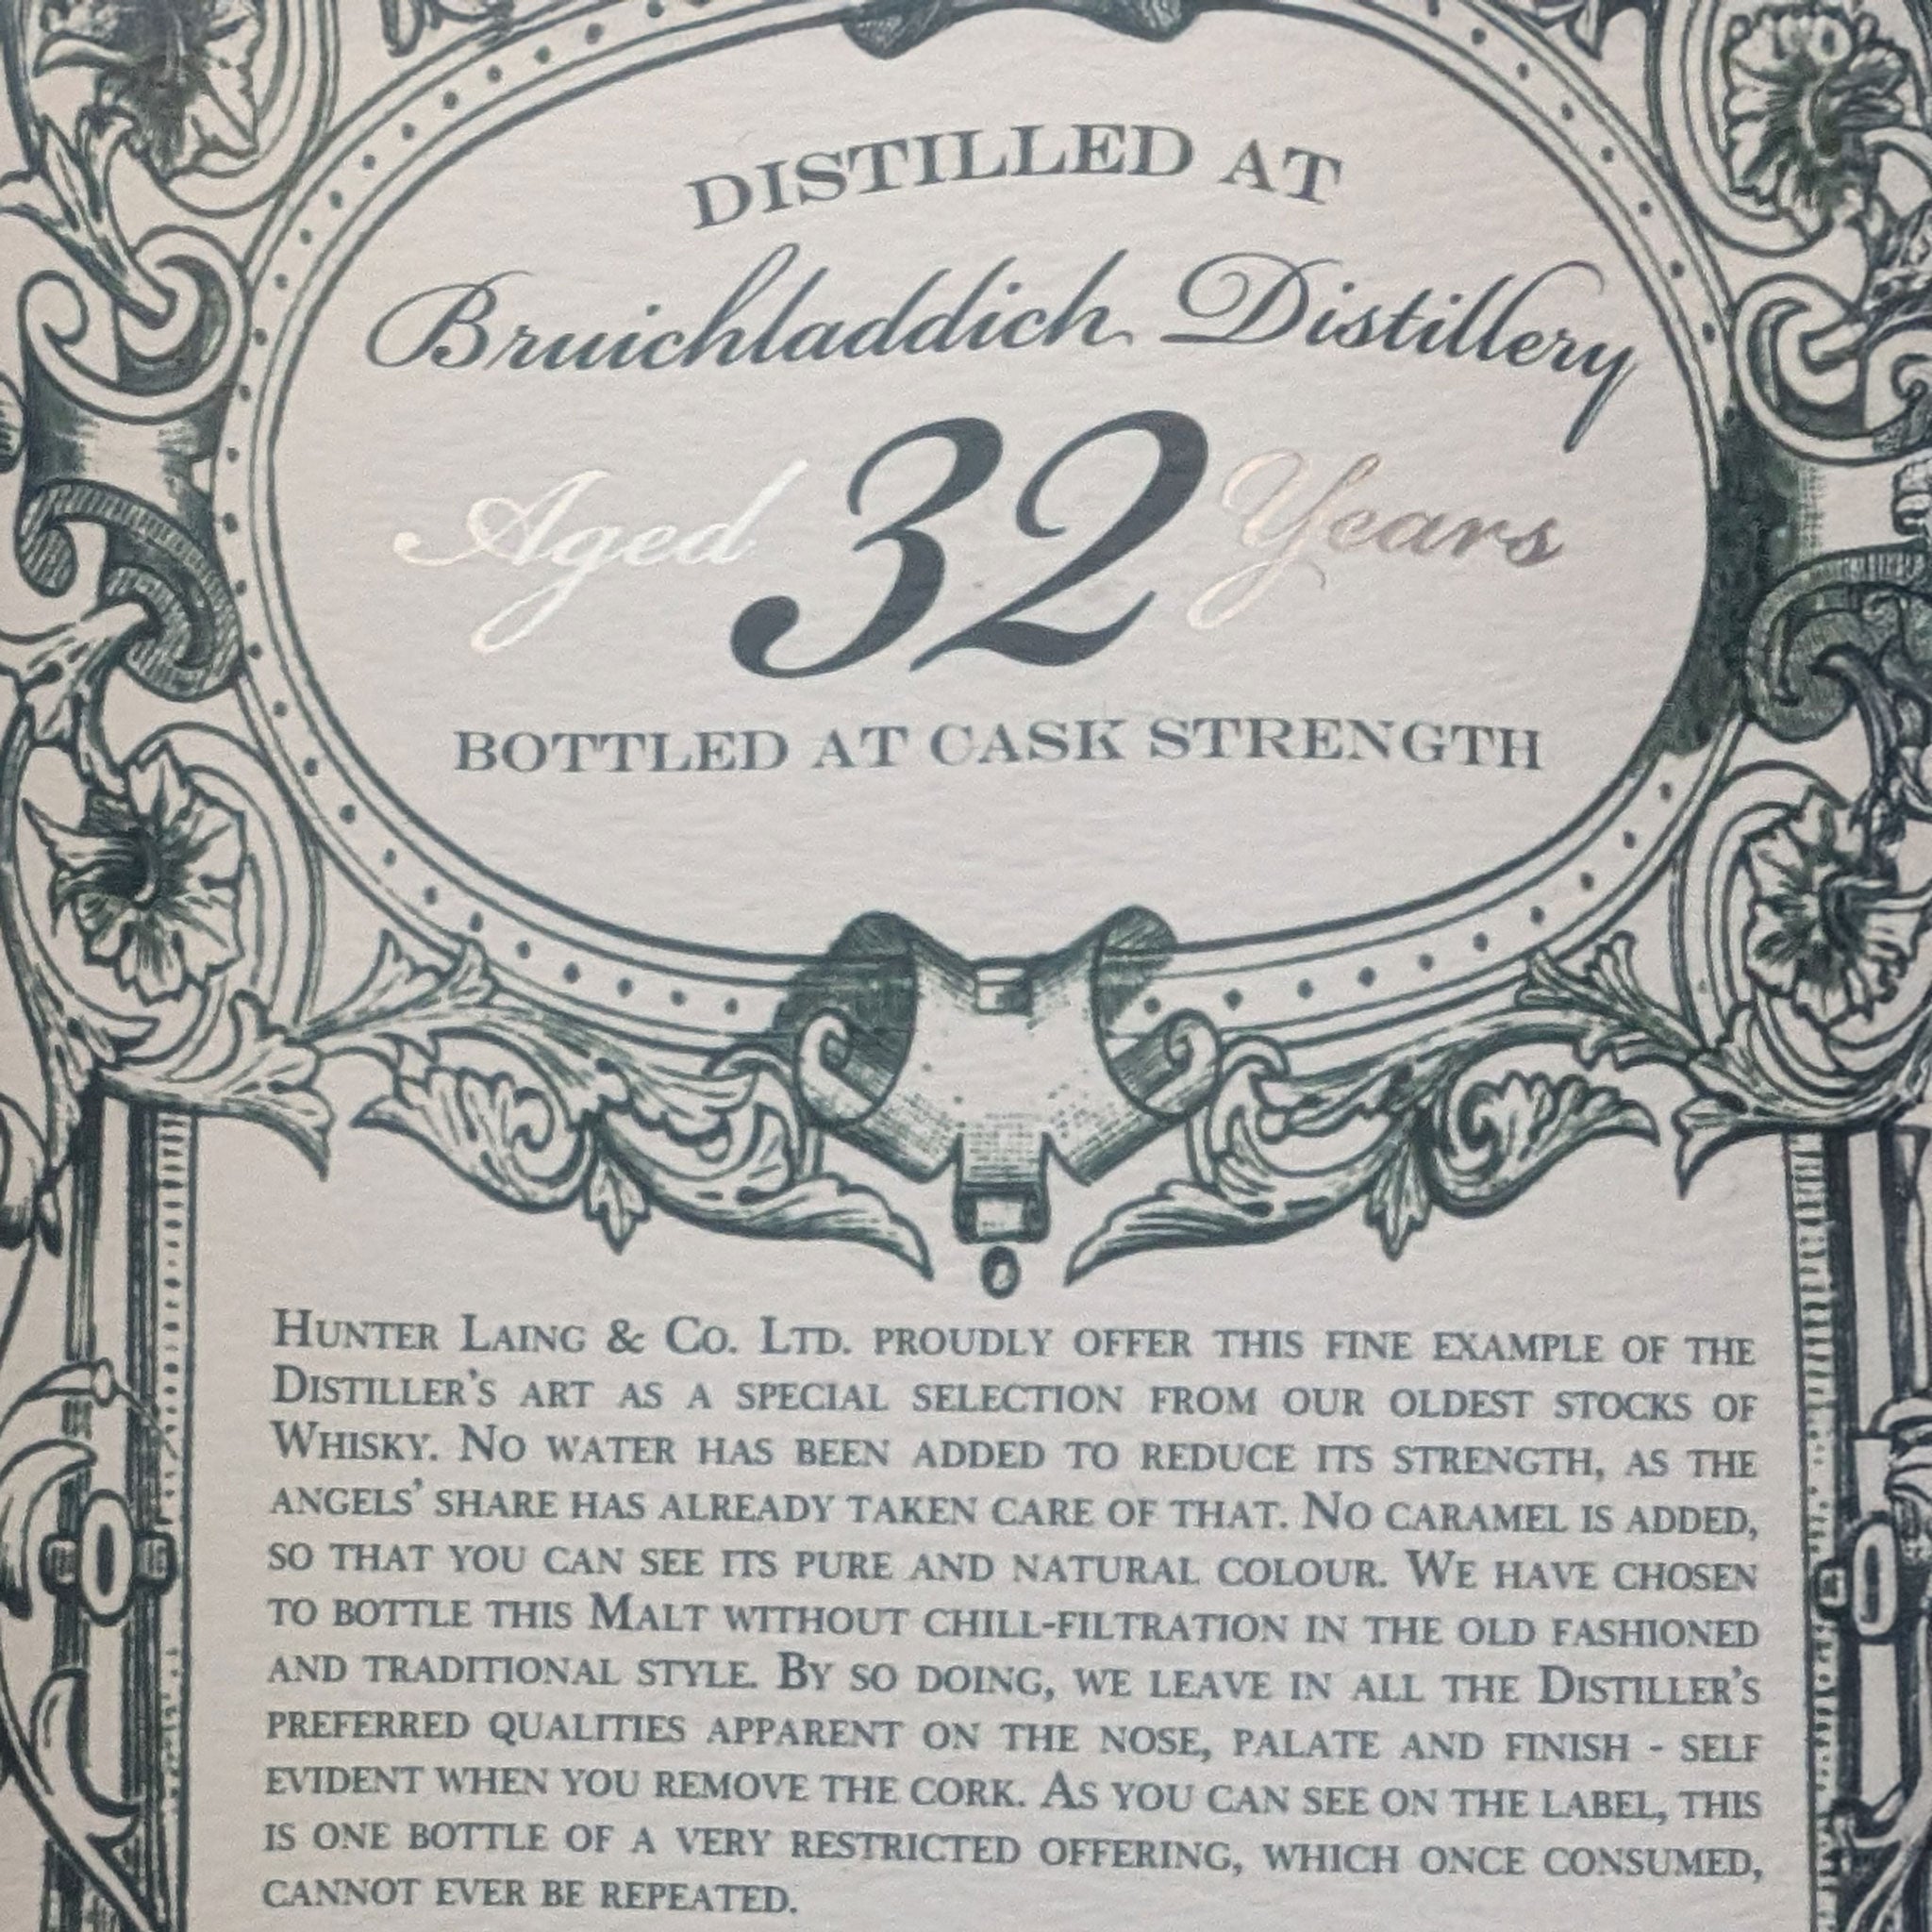 DISTILLED AT
Bruichladdich Distillery
Aged 32 Years
BOTTLED AT CASK STRENGTH
HUNTER LAING & CO. LTD. PROUDLY OFFER THIS FINE EXAMPLE OF THE
DISTILLER'S ART AS A SPECIAL SELECTION FROM OUR OLDEST STOCKS OF
WHISKY. NO WATER HAS BEEN ADDED TO REDUCE ITS STRENGTH, AS THE
ANGELS' SHARE HAS ALREADY TAKEN CARE OF THAT. NO CARAMEL IS ADDED,
SO THAT YOU CAN SEE ITS PURE AND NATURAL COLOUR. WE HAVE CHOSEN
TO BOTTLE THIS MALT WITHOUT CHILL-FILTRATION IN THE OLD FASHIONED
AND TRADITIONAL STYLE. BY SO DOING, WE LEAVE IN ALL THE DISTILLER'S
PREFERRED QUALITIES APPARENT ON THE NOSE, PALATE AND FINISH - SELF
EVIDENT WHEN YOU REMOVE THE CORK. AS YOU CAN SEE ON THE LABEL, THIS
IS ONE BOTTLE OF A VERY RESTRICTED OFFERING, WHICH ONCE CONSUMED,
CANNOT EVER BE REPEATED.